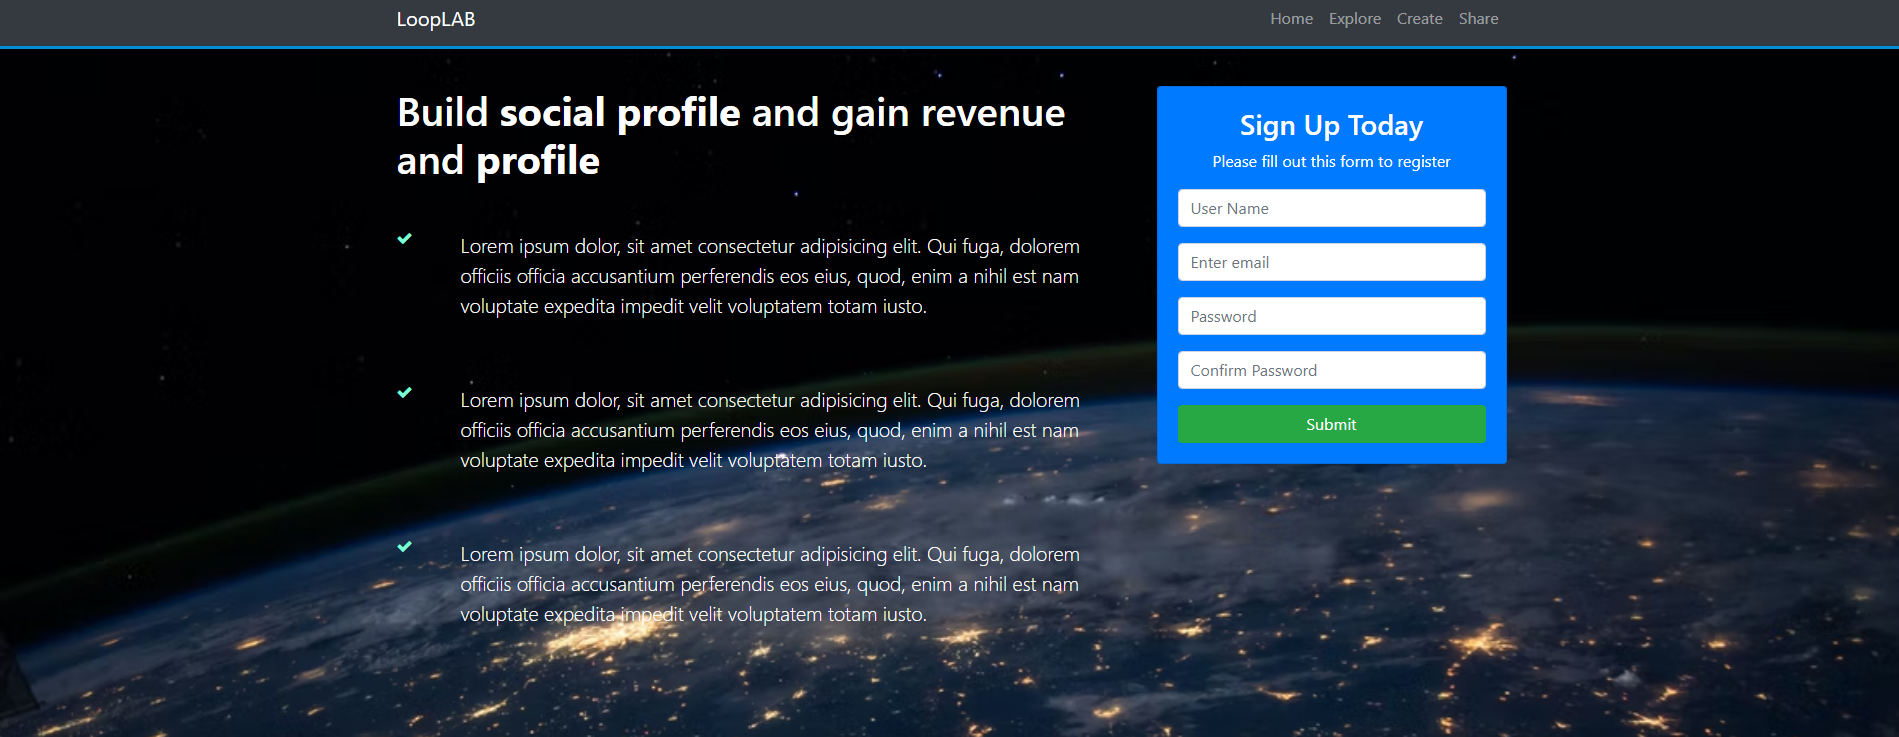 LoopLAB
Home Explore Create Share
Build social profile and gain revenue
and profile
Lorem ipsum dolor, sit amet consectetur adipisicing elit. Qui fuga, dolorem
officiis officia accusantium perferendis eos eius, quod, enim a nihil est nam
voluptate expedita impedit velit voluptatem totam iusto.
Lorem ipsum dolor, sit amet consectetur adipisicing elit. Qui fuga, dolorem
officiis officia accusantium perferendis eos eius, quod, enim a nihil est nam
voluptate expedita impedit velit voluptatem totam iusto.
Lorem ipsum dolor, sit amet consectetur adipisicing elit. Qui fuga, dolorem
officiis officia accusantium perferendis eos eius, quod, enim a nihil est nam
voluptate expedita impedit velit voluptatem totam iusto.
Sign Up Today
Please fill out this form to register
User Name
Enter email
Password
Confirm Password
Submit